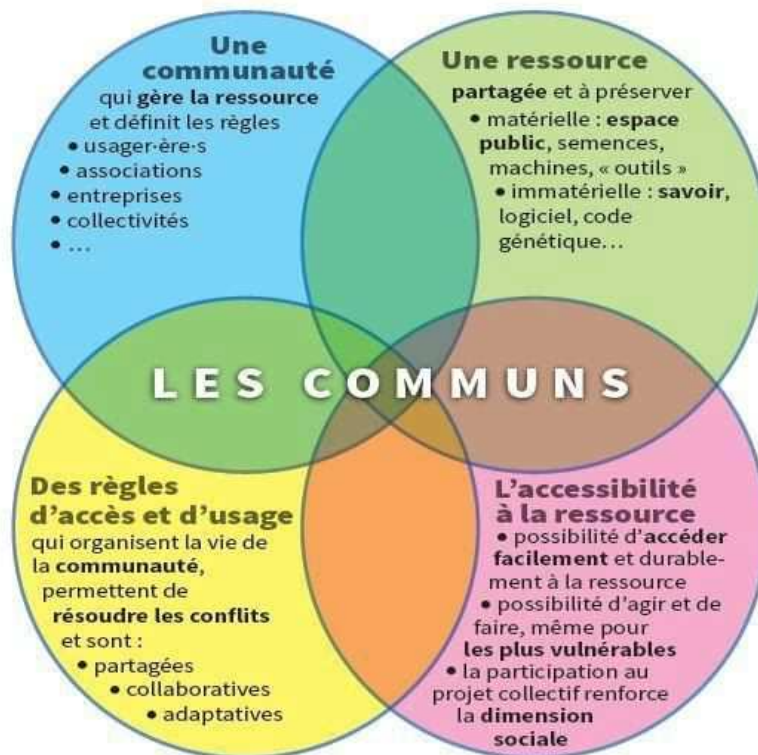 Une
communauté
qui gère la ressource
et définit les règles
• usager·ère·s
• associations
• entreprises
• collectivités
• ...
Une ressource
partagée et à préserver
• matérielle : espace
public, semences,
machines, « outils »
• immatérielle : savoir,
logiciel, code
génétique...
LES COMMUNS
Des règles
d'accès et d'usage
qui organisent la vie de
la communauté,
permettent de
résoudre les conflits
et sont :
• partagées
• collaboratives
• adaptatives
L'accessibilité
à la ressource
• possibilité d'accéder
facilement et durable-
ment à la ressource
• possibilité d'agir et de
faire, même pour
les plus vulnérables
• la participation au
projet collectif renforce
la dimension
sociale